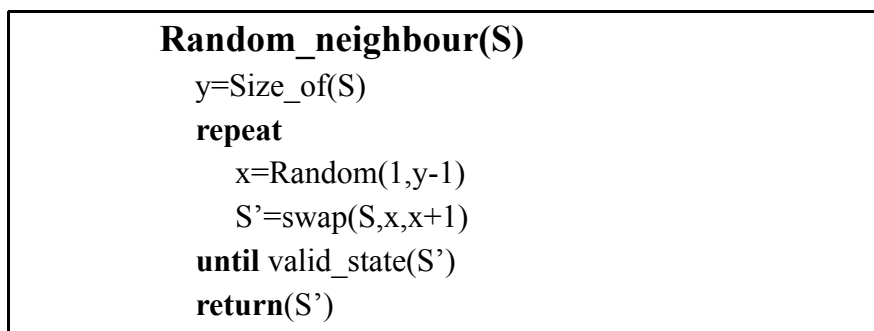 Random_neighbour(S)
y=Size_of(S)
repeat
x=Random(1,y-1)
S’=swap(S,x,x+1)
until valid_state(S’)
return(S’)